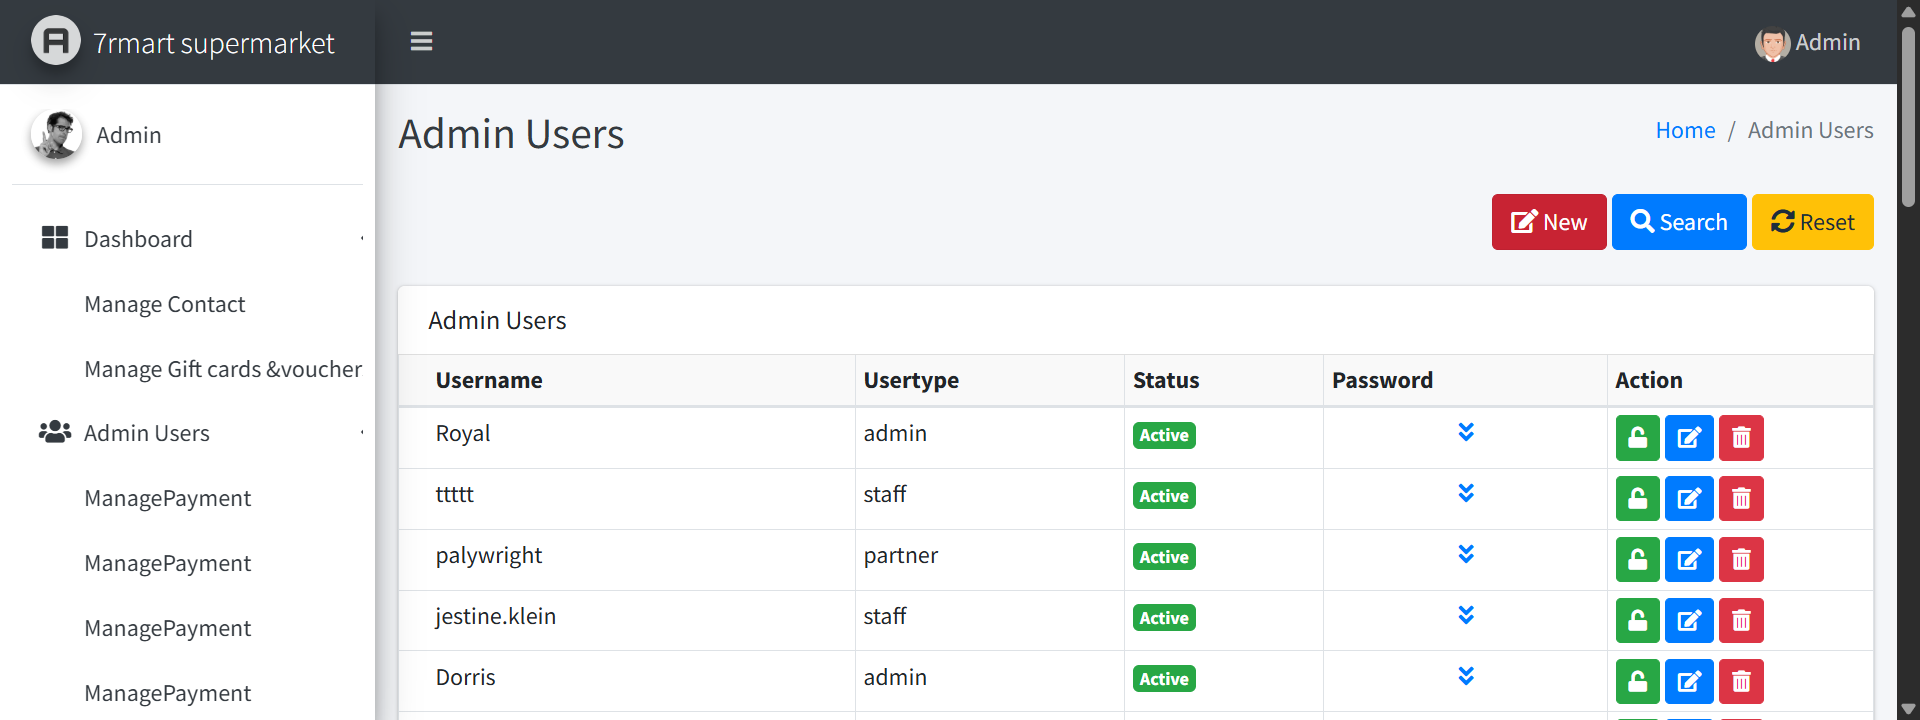 7rmart supermarket
Admin
Admin
Admin Users
Home / Admin Users
Dashboard
Manage Contact
Manage Gift cards &voucher
Admin Users
ManagePayment
ManagePayment
ManagePayment
ManagePayment
New Search Reset
Admin Users
Username Usertype Status Password Action
Royal admin Active
ttttt staff Active
palywright partner Active
jestine.klein staff Active
Dorris admin Active